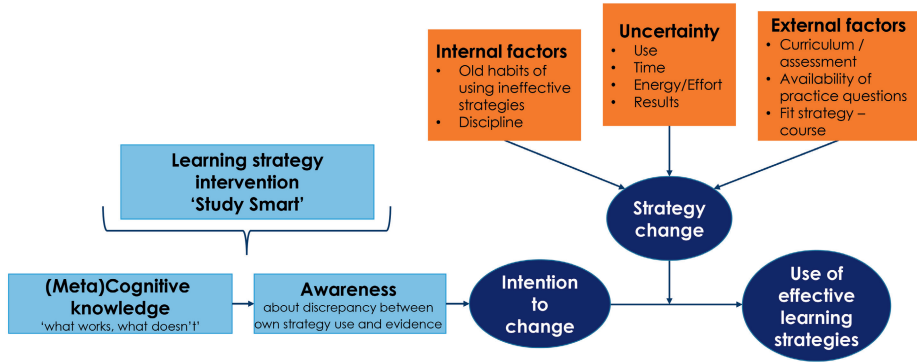 Internal factors
• Old habits of
using ineffective
strategies
• Discipline
Uncertainty
• Use
• Time
• Energy/Effort
• Results
External factors
• Curriculum /
assessment
• Availability of
practice questions
• Fit strategy –
course
Learning strategy
intervention
‘Study Smart’
Strategy
change
(Meta)Cognitive
knowledge
‘what works, what doesn’t’
Awareness
about discrepancy between
own strategy use and evidence
Intention
to
change
Use of
effective
learning
strategies